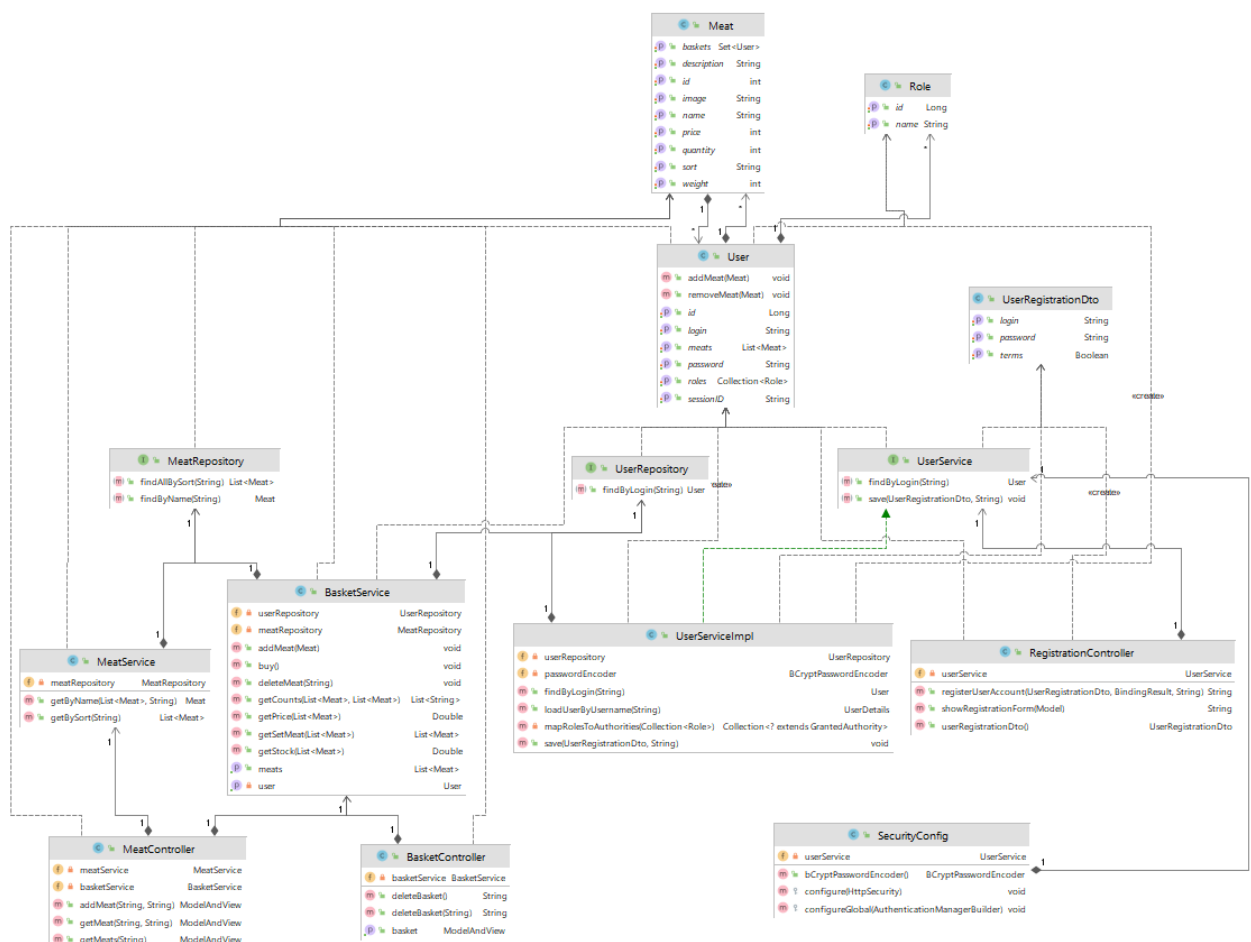 Meat
baskets Set<User>
description String
id int
image String
name String
price int
quantity int
sort String
weight int
Role
id Long
name String
1
*
1
*
1
*
User
addMeat(Meat) void
removeMeat(Meat) void
id Long
login String
meats List<Meat>
password String
roles Collection<Role>
sessionID String
UserRegistrationDto
login String
password String
terms Boolean
«create»
MeatRepository
findAllBySort(String) List<Meat>
findByName(String) Meat
UserRepository
findByLogin(String) User
UserService
findByLogin(String) User
save(UserRegistrationDto, String) void
«create»
1
1
1
1
1
1
1
1
1
BasketService
userRepository UserRepository
meatRepository MeatRepository
addMeat(Meat) void
buy() void
deleteMeat(String) void
getCounts(List<Meat>, List<Meat>) List<String>
getPrice(List<Meat>) Double
getSetMeat(List<Meat>) List<Meat>
getStock(List<Meat>) Double
meats List<Meat>
user User
MeatService
meatRepository MeatRepository
getByName(List<Meat>, String) Meat
getBySort(String) List<Meat>
UserServiceImpl
userRepository UserRepository
passwordEncoder BCryptPasswordEncoder
findByLogin(String) User
loadUserByUsername(String) UserDetails
mapRolesToAuthorities(Collection<Role>) Collection<? extends GrantedAuthority>
save(UserRegistrationDto, String) void
RegistrationController
userService UserService
registerUserAccount(UserRegistrationDto, BindingResult, String) String
showRegistrationForm(Model) String
userRegistrationDto() UserRegistrationDto
1
1
1
1
1
MeatController
meatService MeatService
basketService BasketService
addMeat(String, String) ModelAndView
getMeat(String, String) ModelAndView
getMeats(String) ModelAndView
BasketController
basketService BasketService
deleteBasket() String
deleteBasket(String) String
basket ModelAndView
SecurityConfig
userService UserService
bCryptPasswordEncoder() BCryptPasswordEncoder
configure(HttpSecurity) void
configureGlobal(AuthenticationManagerBuilder) void
1